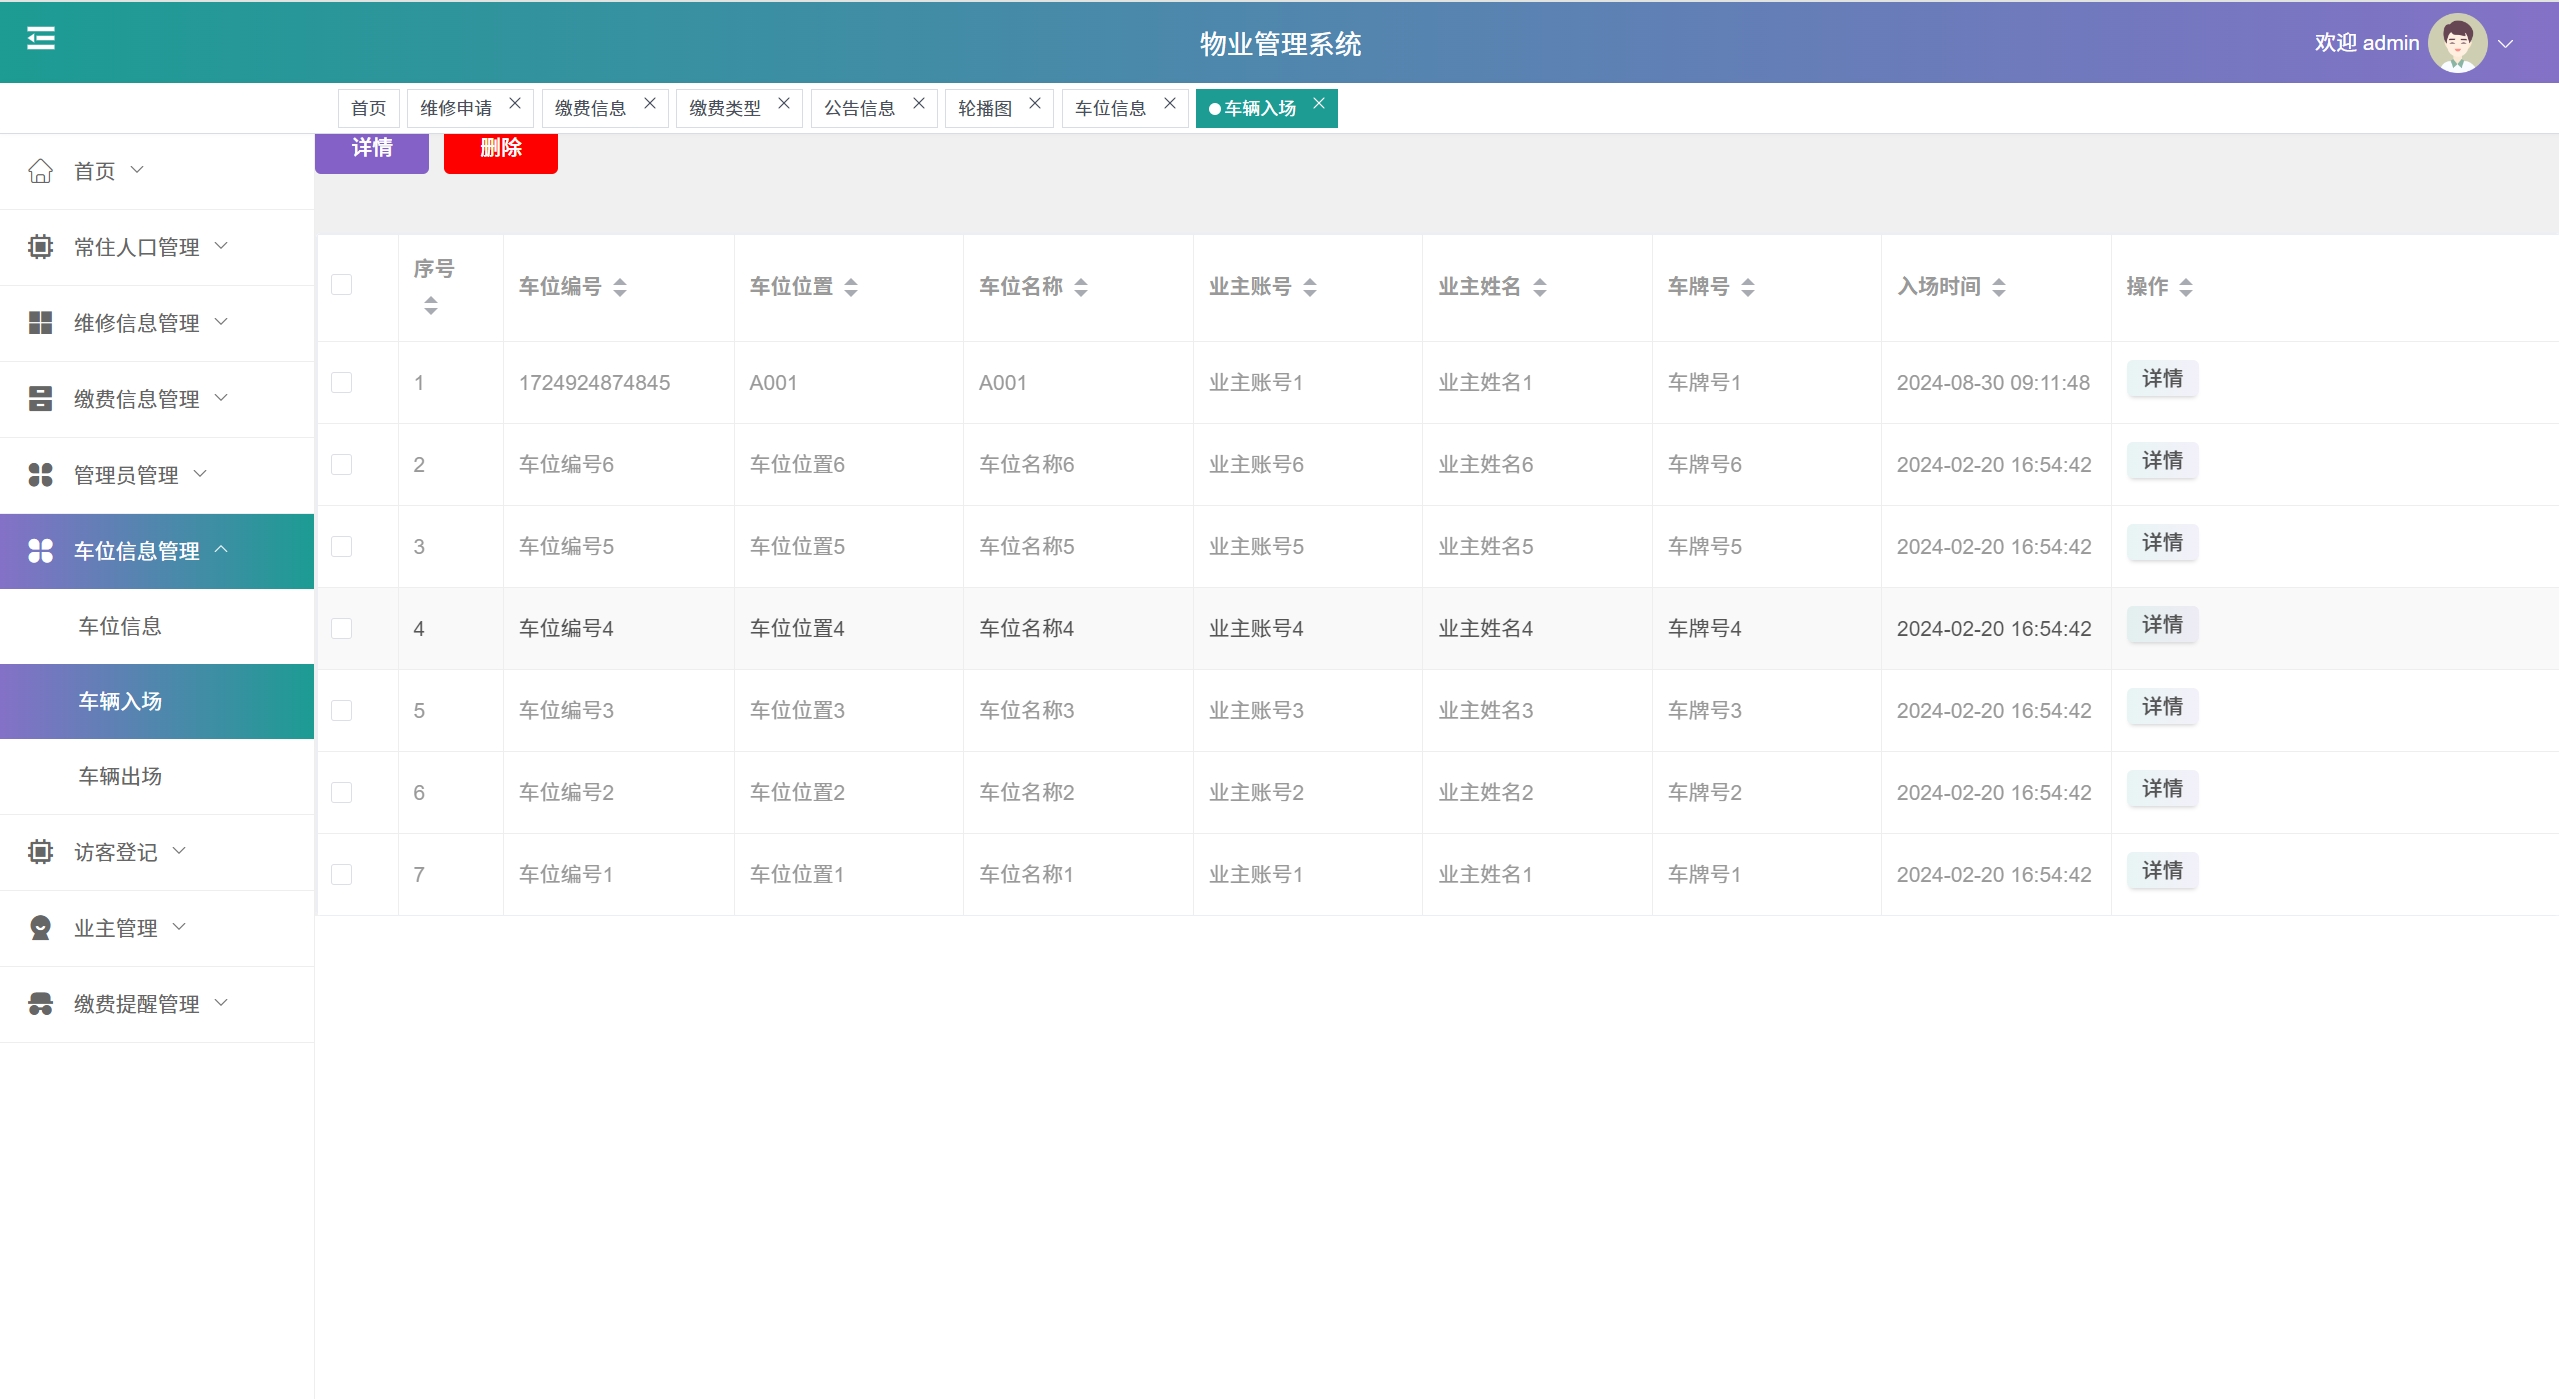 物业管理系统
欢迎 admin
首页 维修申请 缴费信息 缴费类型 公告信息 轮播图 车位信息 车辆入场
详情 删除
首页
常住人口管理
维修信息管理
缴费信息管理
管理员管理
车位信息管理
车位信息
车辆入场
车辆出场
访客登记
业主管理
缴费提醒管理
序号 车位编号 车位位置 车位名称 业主账号 业主姓名 车牌号 入场时间 操作
1 1724924874845 A001 A001 业主账号1 业主姓名1 车牌号1 2024-08-30 09:11:48 详情
2 车位编号6 车位位置6 车位名称6 业主账号6 业主姓名6 车牌号6 2024-02-20 16:54:42 详情
3 车位编号5 车位位置5 车位名称5 业主账号5 业主姓名5 车牌号5 2024-02-20 16:54:42 详情
4 车位编号4 车位位置4 车位名称4 业主账号4 业主姓名4 车牌号4 2024-02-20 16:54:42 详情
5 车位编号3 车位位置3 车位名称3 业主账号3 业主姓名3 车牌号3 2024-02-20 16:54:42 详情
6 车位编号2 车位位置2 车位名称2 业主账号2 业主姓名2 车牌号2 2024-02-20 16:54:42 详情
7 车位编号1 车位位置1 车位名称1 业主账号1 业主姓名1 车牌号1 2024-02-20 16:54:42 详情